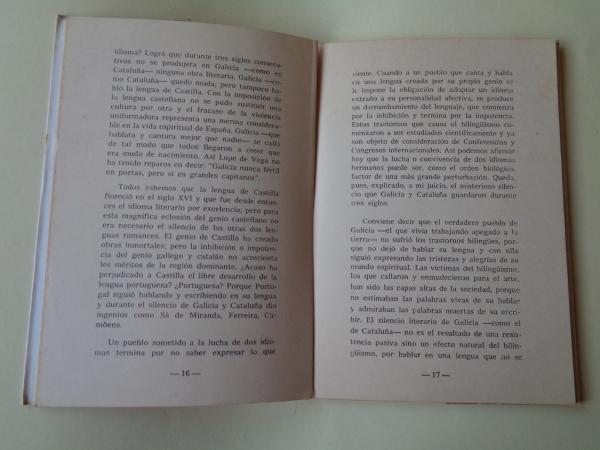 idioma? Logró que durante tres siglos consecu-
tivos no se produjera en Galicia —como en
Cataluña— ninguna obra literaria. Galicia —co-
mo Cataluña— quedó muda; pero tampoco ha-
bló la lengua de Castilla. Con la imposición de
la lengua castellana no se pudo sustituir una
cultura por otra y el fracaso de la violencia
uniformadora representa una merma considera-
ble en la vida espiritual de España. Galicia —que
hablara y cantara mejor que nadie— se calló
de tal modo que todos llegaron a creer que
era muda de nacimiento. Así Lope de Vega no
ha tenido reparos en decir: "Galicia nunca fértil
en poetas, pero sí en grandes capitanes".
Todos sabemos que la lengua de Castilla
floreció en el siglo XVI y que fue desde enton-
ces el idioma literario por excelencia; pero para
esta magnífica eclosión del genio castellano no
era necesario el silencio de las otras dos len-
guas romances. El genio de Castilla ha creado
obras inmortales; pero la inhibición o impoten-
cia del genio gallego y catalán no acrecienta
los méritos de la región dominante. ¿Acaso ha
perjudicado a Castilla el libre desarrollo de la
lengua portuguesa? ¿Portuguesa? Porque Portu-
gal siguió hablando y escribiendo en su lengua
y durante el silencio de Galicia y Cataluña dio
ingenios como Sá de Miranda, Ferreira, Ca-
môens.
Un pueblo sometido a la lucha de dos idio-
mas termina por no saber expresar lo que
— 16 —
siente. Cuando a un pueblo que canta y habla
en una lengua creada por su propio genio se
le impone la obligación de adoptar un idioma
extraño a su personalidad afectiva, se produce
un derrumbamiento del lenguaje, que comienza
por la inhibición y termina por la impotencia.
Estos trastornos que causa el bilingüismo co-
menzaron a ser estudiados científicamente y ya
son objeto de consideración de Conferencias y
Congresos internacionales. Así podemos afirmar
hoy que la lucha o convivencia de dos idiomas
hermanos puede ser, como el orden biológico,
factor de una más grande perturbación. Queda,
pues, explicado, a mi juicio, el misterioso silen-
cio que Galicia y Cataluña guardaron durante
tres siglos.
Conviene decir que el verdadero pueblo de
Galicia —el que vivía trabajando apegado a la
tierra— no sufrió los trastornos bilingües, por-
que no dejó de hablar su lengua y con ella
siguió expresando las tristezas y alegrías de su
mundo espiritual. Las víctimas del bilingüismo,
los que callaron y enmudecieron para el arte,
han sido las capas altas de la sociedad, porque
no estimaban las palabras vivas de su hablar
y admiraban las palabras muertas de su escri-
bir. El silencio literario de Galicia —como el
de Cataluña— no es el resultado de una resis-
tencia pasiva sino un efecto natural del bilin-
güismo, por hablar en una lengua que no se
— 17 —